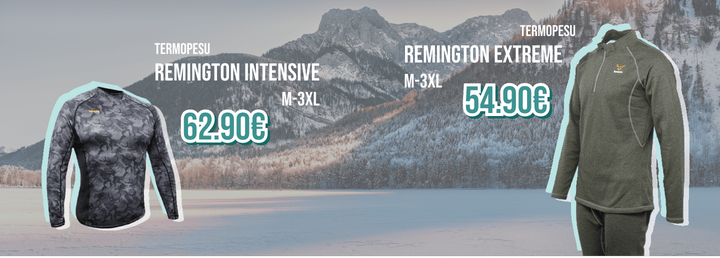 TERMOPESU
REMINGTON INTENSIVE
M-3XL
62.90€
TERMOPESU
REMINGTON EXTREME
M-3XL
54.90€